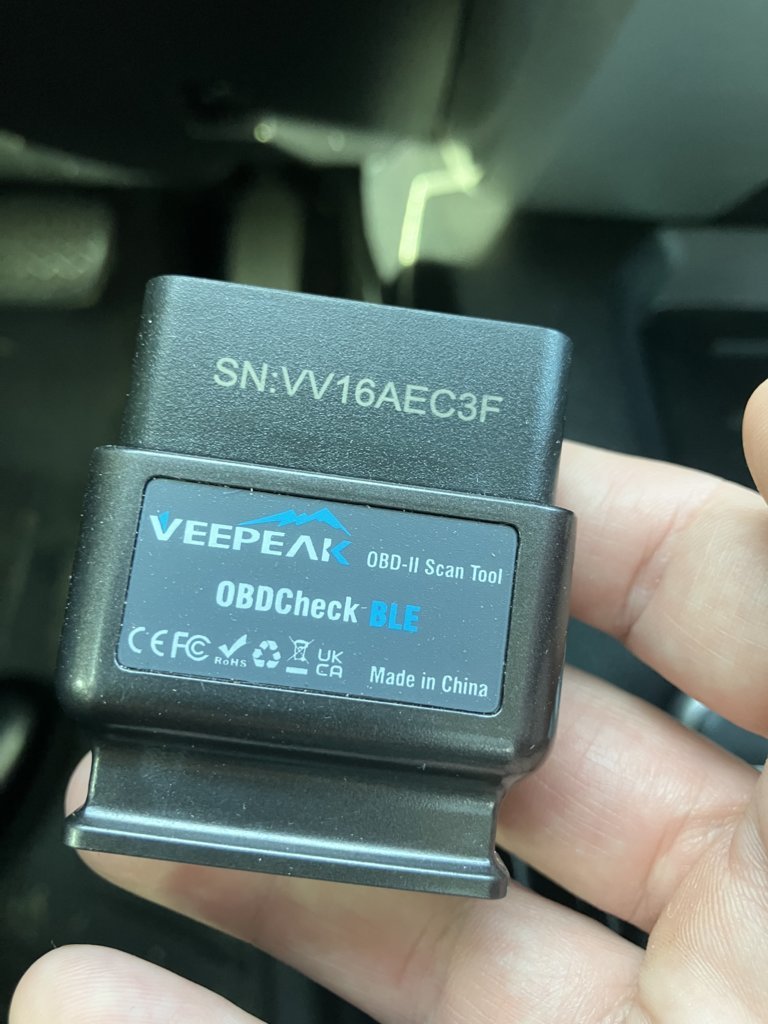 SN:VV16AEC3F
VEEPEAK OBD-II Scan Tool
OBDCheck BLE
CE FC RoHS UK
CA
Made in China